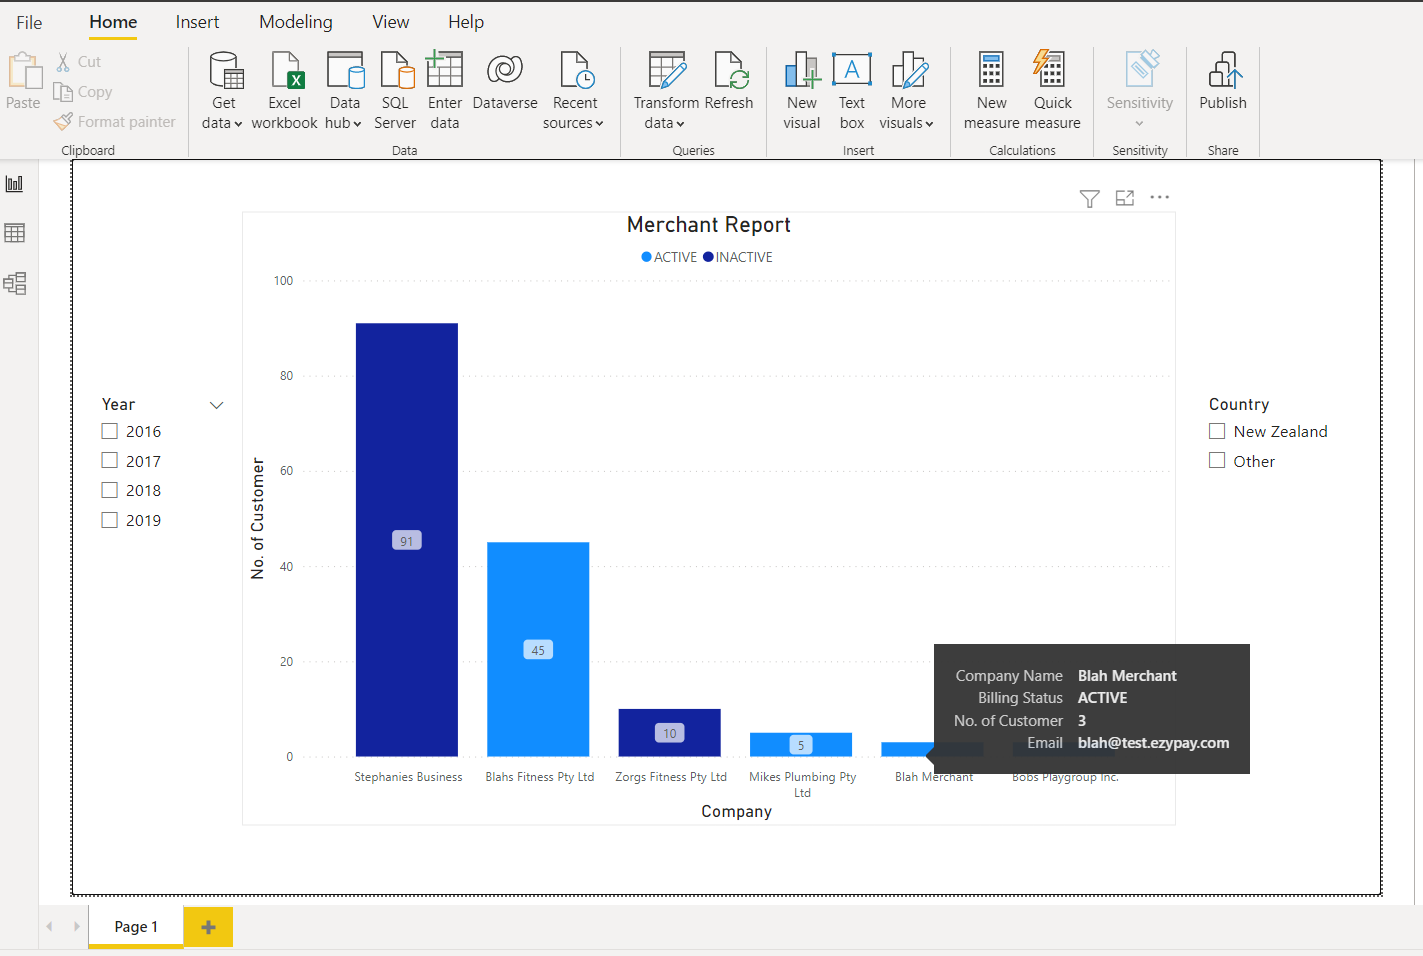 File Home Insert Modeling View Help
Paste
Cut
Copy
Format painter
Clipboard
Get data
Excel workbook
Data hub
SQL Server
Enter data
Dataverse
Recent sources
Data
Transform data
Refresh
Queries
New visual
Text box
More visuals
Insert
New measure
Quick measure
Calculations
Sensitivity
Sensitivity
Publish
Share
Merchant Report
ACTIVE INACTIVE
Year
2016
2017
2018
2019
No. of Customer
100
80
60
40
20
0
91
45
10
5
Stephanies Business
Blahs Fitness Pty Ltd
Zorgs Fitness Pty Ltd
Mikes Plumbing Pty
Ltd
Blah Merchant
Bobs Playgroup Inc.
Company
Company Name Blah Merchant
Billing Status ACTIVE
No. of Customer 3
Email blah@test.ezypay.com
Country
New Zealand
Other
Page 1